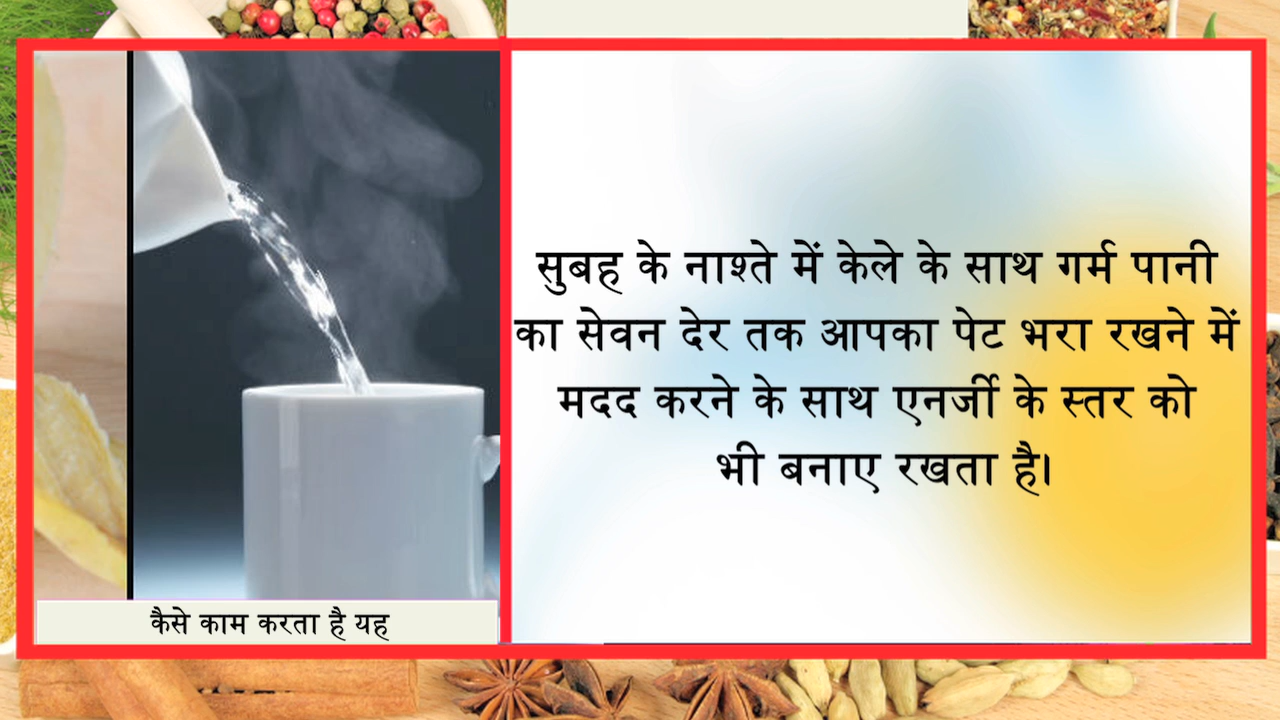 सुबह के नाश्ते में केले के साथ गर्म पानी
का सेवन देर तक आपका पेट भरा रखने में
मदद करने के साथ एनर्जी के स्तर को
भी बनाए रखता है।
कैसे काम करता है यह